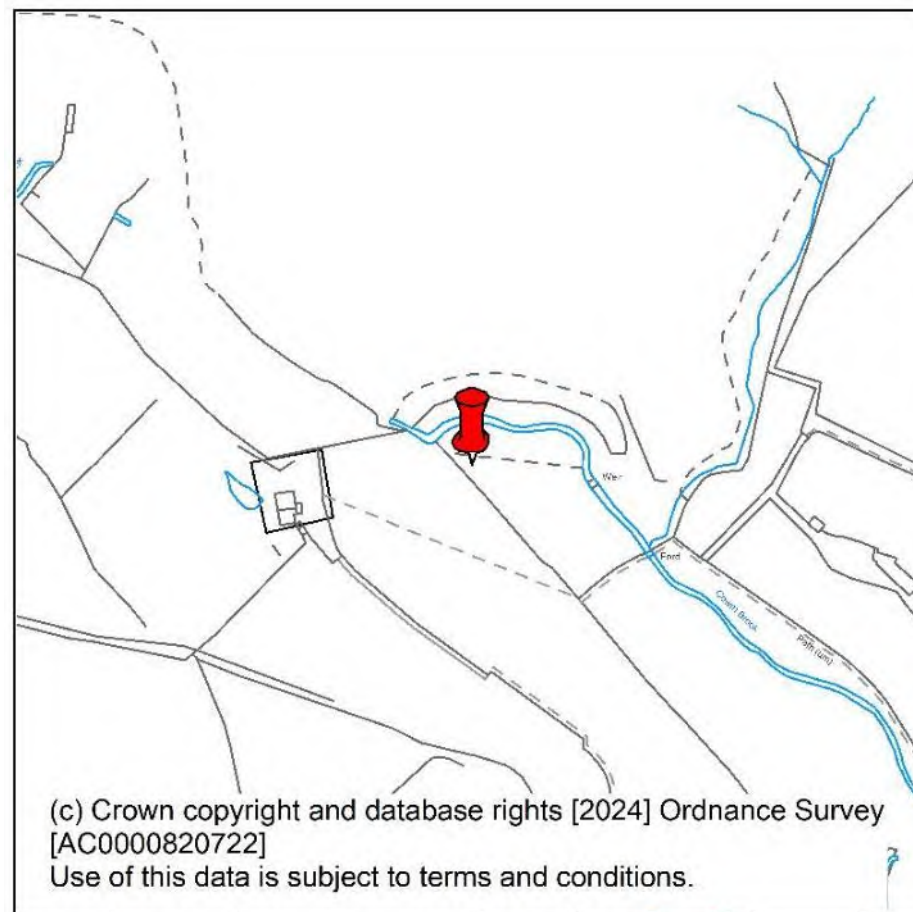 Weir
Ford
Brook
Path (um)
(c) Crown copyright and database rights [2024] Ordnance Survey
[AC0000820722]
Use of this data is subject to terms and conditions.